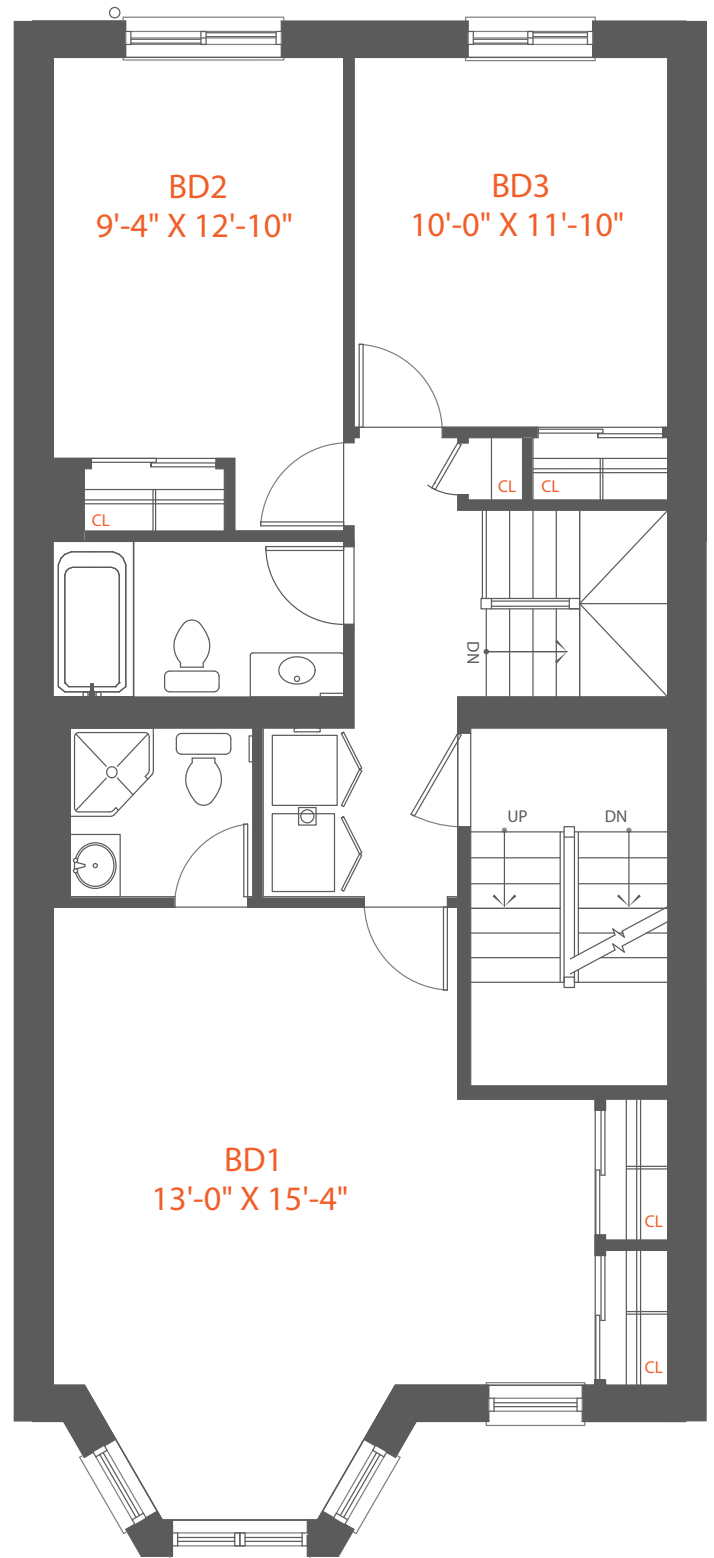 BD2
9'-4" X 12'-10"
BD3
10'-0" X 11'-10"
CL
CL
CL
DN
UP
DN
BD1
13'-0" X 15'-4"
CL
CL